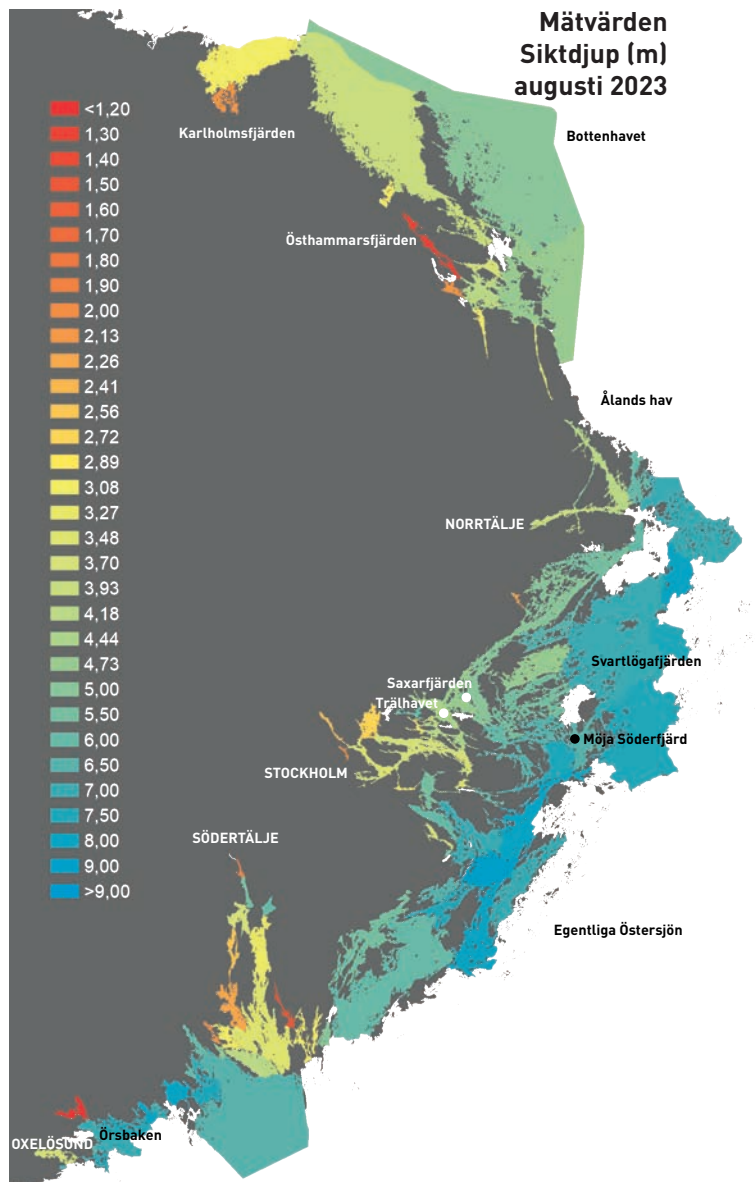 Mätvärden
Siktdjup (m)
augusti 2023
<1,20
1,30
1,40
1,50
1,60
1,70
1,80
1,90
2,00
2,13
2,26
2,41
2,56
2,72
2,89
3,08
3,27
3,48
3,70
3,93
4,18
4,44
4,73
5,00
5,50
6,00
6,50
7,00
7,50
8,00
9,00
>9,00
Karlholmsfjärden
Bottenhavet
Östhammarsfjärden
Ålands hav
NORRTÄLJE
Svartlögafjärden
Saxarfjärden
Trälhavet
Möja Söderfjärd
STOCKHOLM
SÖDERTÄLJE
Egentliga Östersjön
Örsbaken
OXELÖSUND